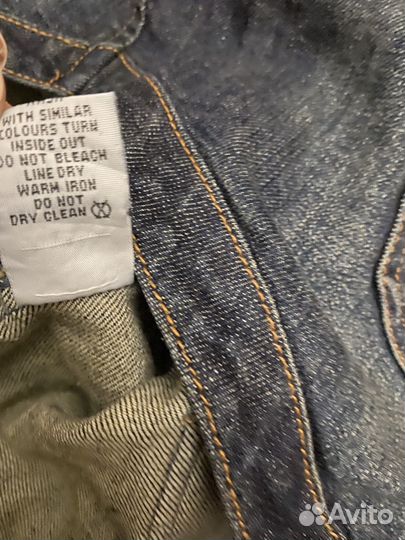 WITH SIMILAR
COLOURS TURN
INSIDE OUT
DO NOT BLEACH
LINE DRY
WARM IRON
DO NOT
DRY CLEAN
Avito